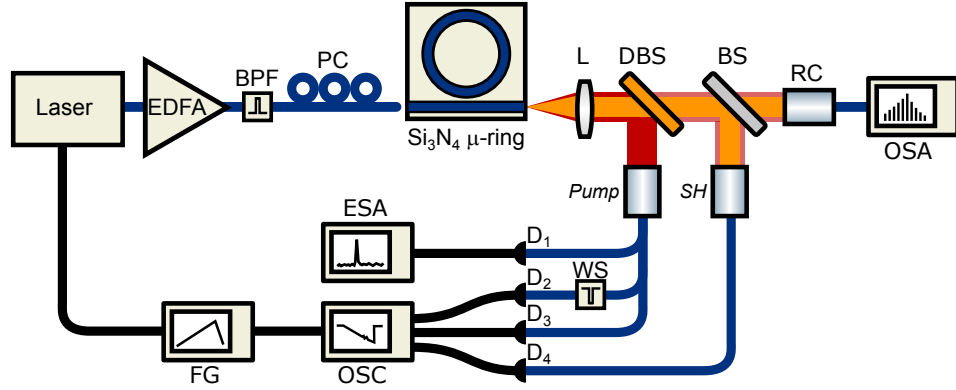 PC
L
DBS
BS
BPF
RC
Laser
EDFA
OSA
Si₃N₄ μ-ring
Pump
SH
ESA
D₁
D₂
WS
D₃
D₄
FG
OSC